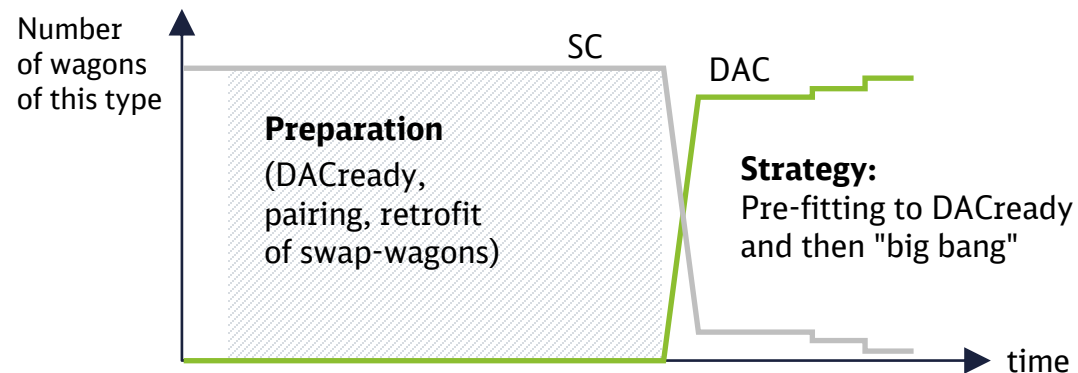 Number
of wagons
of this type
SC
DAC
Preparation
(DACready,
pairing, retrofit
of swap-wagons)
Strategy:
Pre-fitting to DACready
and then "big bang"
time